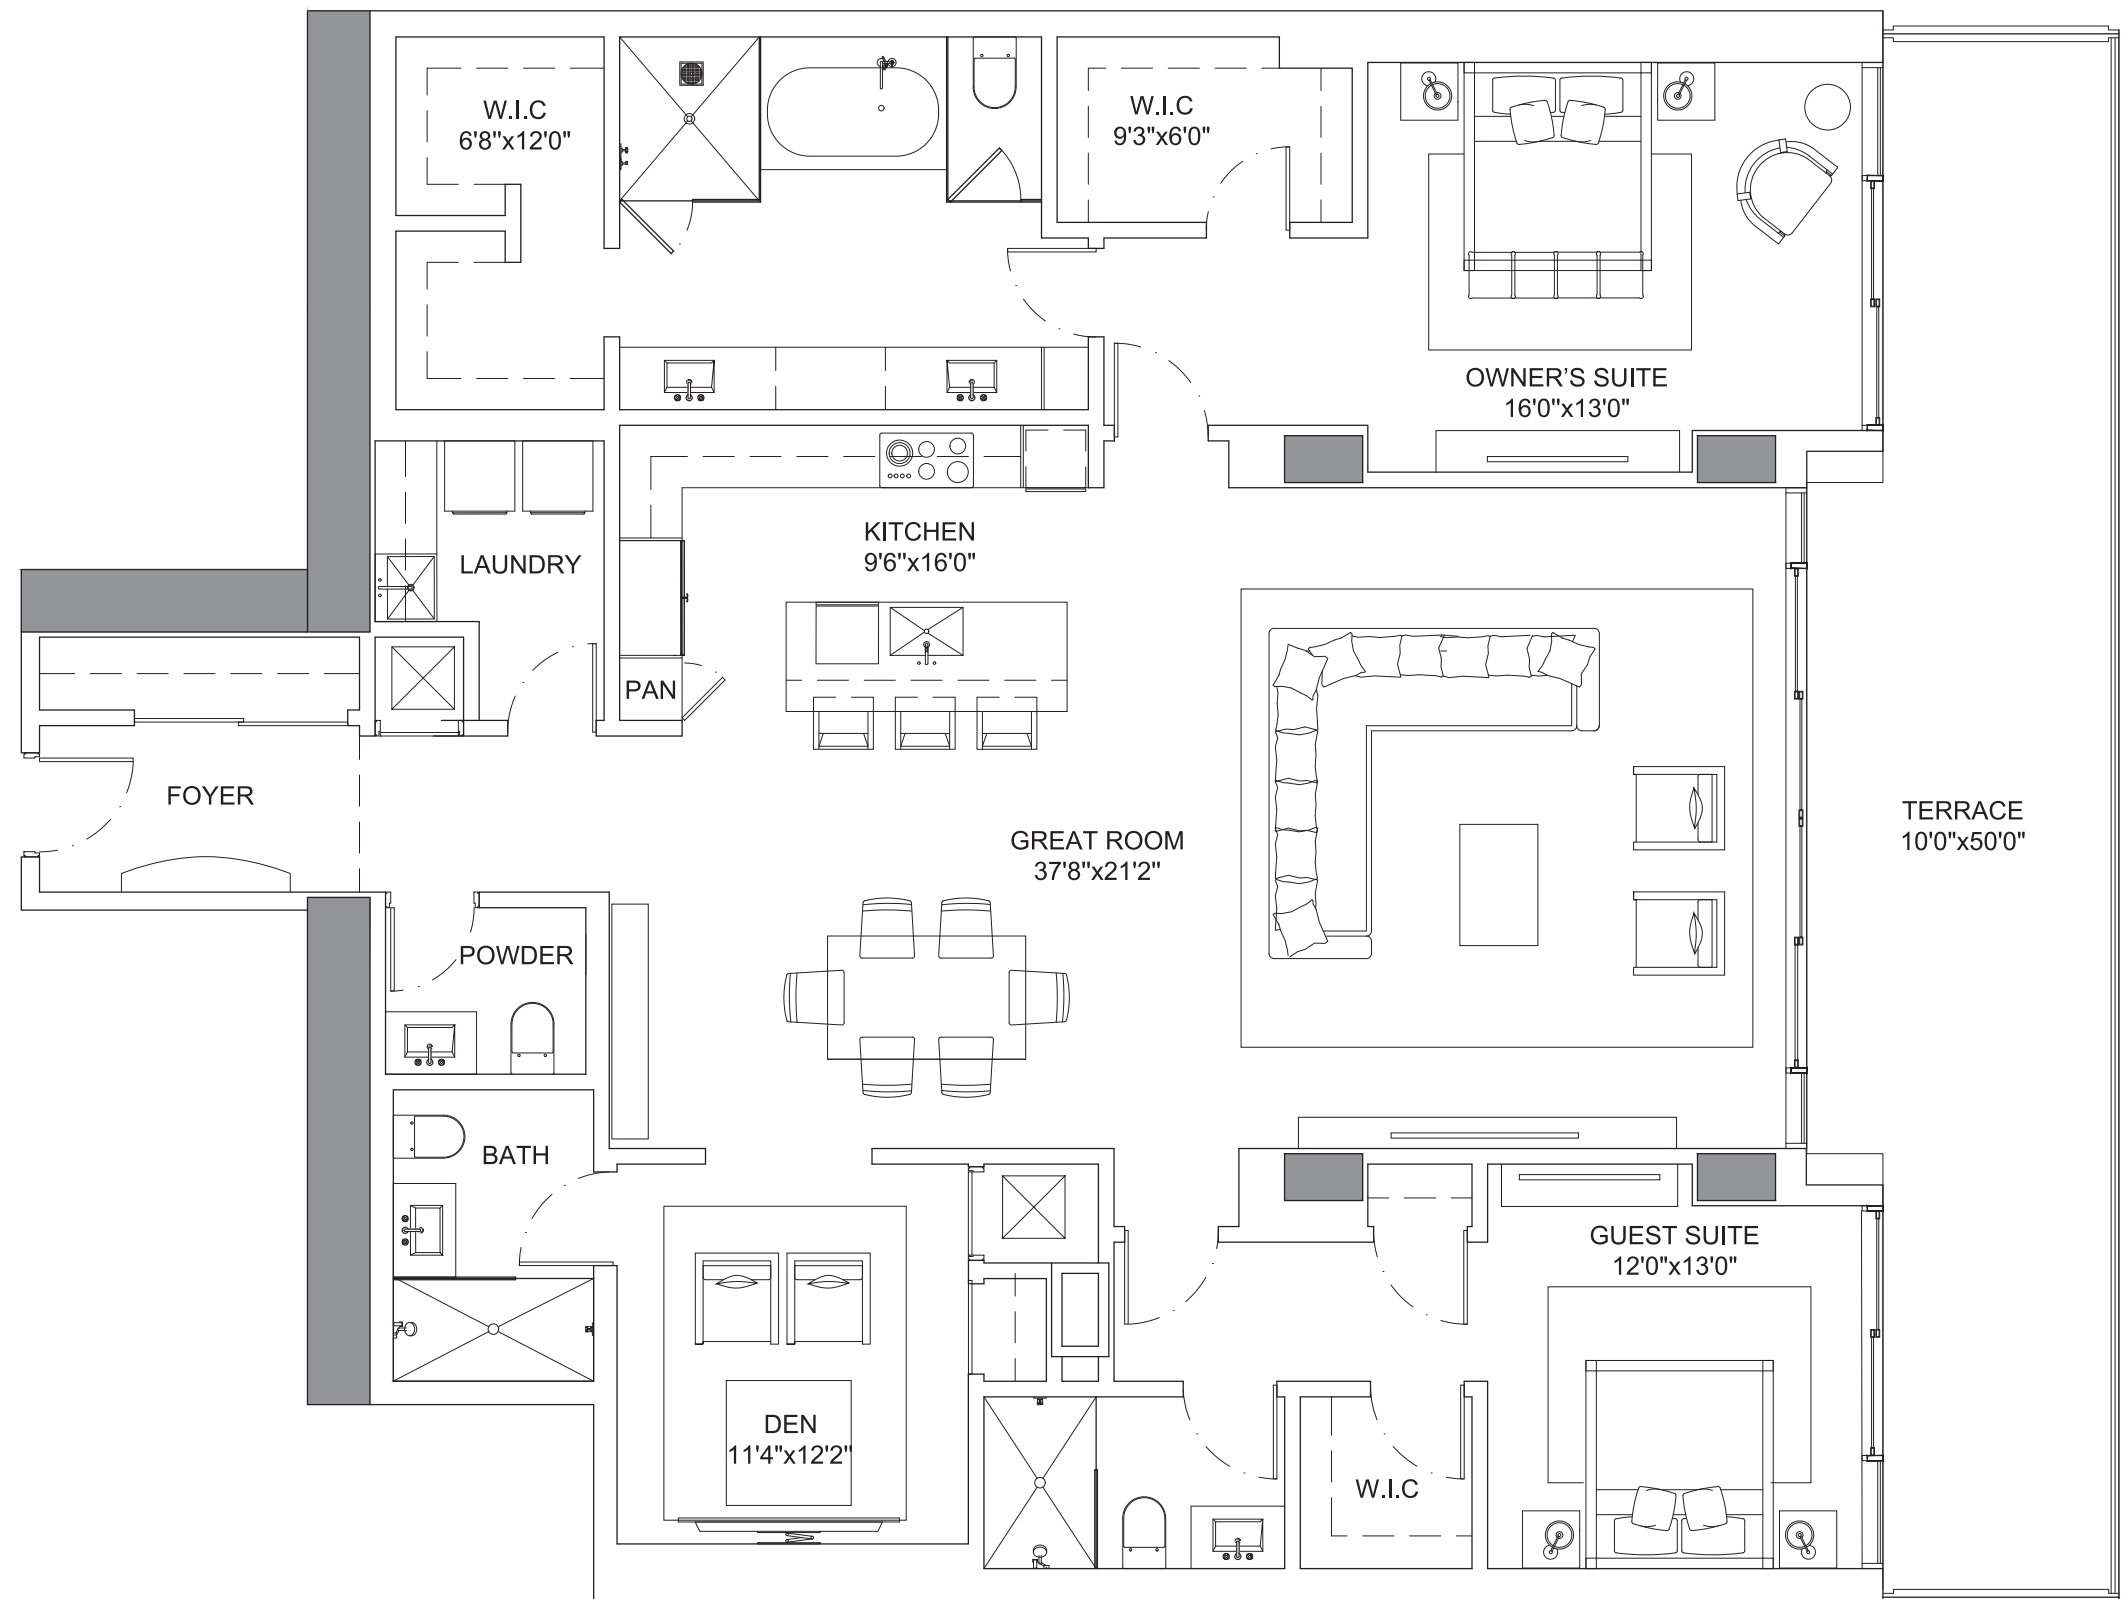 W.I.C
6'8"x12'0"
W.I.C
9'3"x6'0"
OWNER’S SUITE
16'0"x13'0"
KITCHEN
9'6"x16'0"
LAUNDRY
PAN
FOYER
GREAT ROOM
37'8"x21'2"
TERRACE
10'0"x50'0"
POWDER
BATH
GUEST SUITE
12'0"x13'0"
DEN
11'4"x12'2"
W.I.C